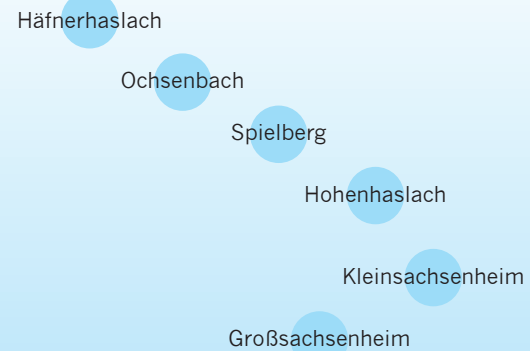 Häfnerhaslach
Ochsenbach
Spielberg
Hohenhaslach
Kleinsachsenheim
Großsachsenheim